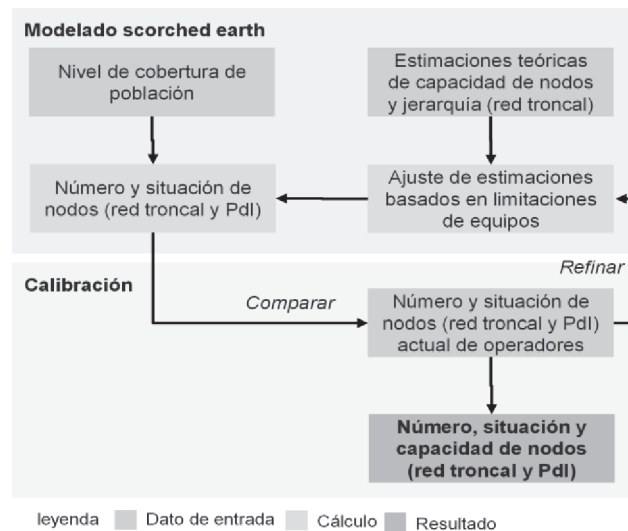 Modelado scorched earth
Nivel de cobertura de
población
Estimaciones teóricas
de capacidad de nodos
y jerarquía (red troncal)
Número y situación de
nodos (red troncal y PdI)
Ajuste de estimaciones
basados en limitaciones
de equipos
Calibración
Refinar
Comparar
Número y situación de
nodos (red troncal y PdI)
actual de operadores
Número, situación y
capacidad de nodos
(red troncal y PdI)
leyenda Dato de entrada Cálculo Resultado